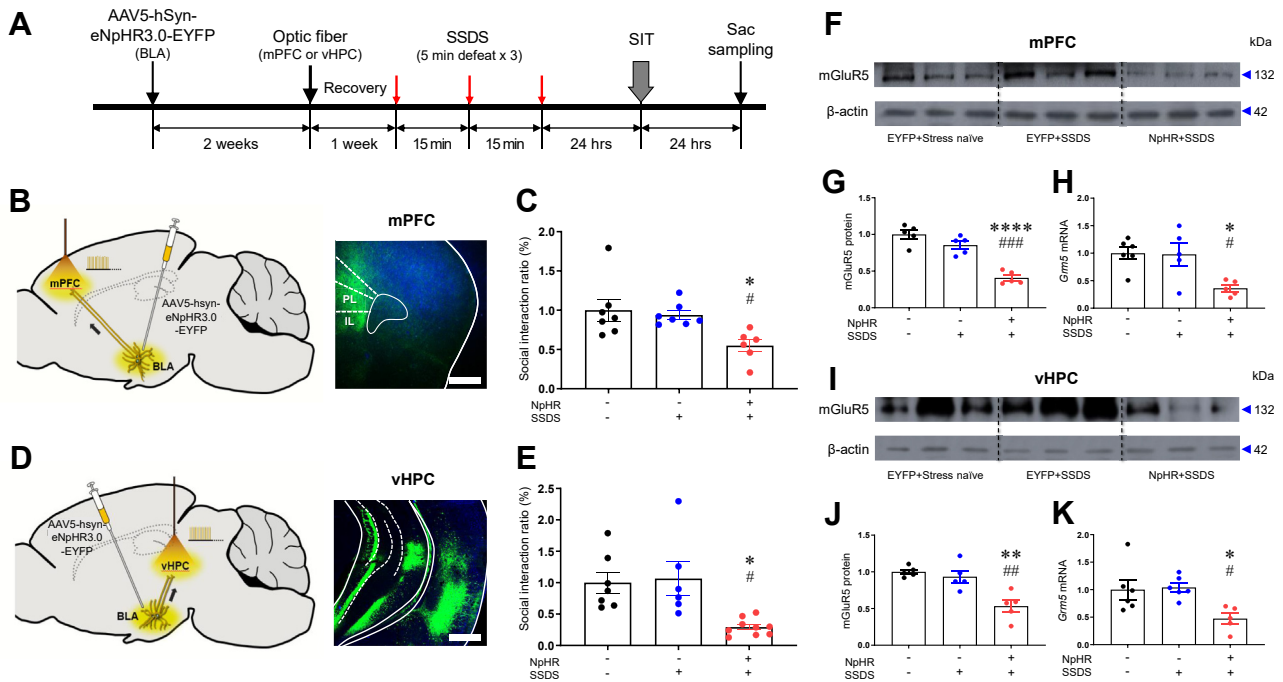 A
AAV5-hSyn-
eNpHR3.0-EYFP
(BLA)
Optic fiber
(mPFC or vHPC)
Recovery
SSDS
(5 min defeat x 3)
SIT
Sac
sampling
2 weeks
1 week
15 min
15 min
24 hrs
24 hrs
B
mPFC
AAV5-hsyn-
eNpHR3.0
-EYFP
BLA
mPFC
PL
IL
C
Social interaction ratio (%)
2.0
1.5
1.0
0.5
0.0
*
#
NpHR - - +
SSDS - + +
D
AAV5-hsyn-
eNpHR3.0
-EYFP
vHPC
BLA
vHPC
E
Social interaction ratio (%)
2.5
2.0
1.5
1.0
0.5
0.0
*
#
NpHR - - +
SSDS - + +
F
mPFC
kDa
mGluR5
132
β-actin
42
EYFP+Stress naïve EYFP+SSDS NpHR+SSDS
G
mGluR5 protein
1.5
1.0
0.5
0.0
****
###
NpHR - - +
SSDS - + +
H
Grm5 mRNA
2.0
1.5
1.0
0.5
0.0
*
#
NpHR - - +
SSDS - + +
I
vHPC
kDa
mGluR5
132
β-actin
42
EYFP+Stress naïve EYFP+SSDS NpHR+SSDS
J
mGluR5 protein
1.5
1.0
0.5
0.0
**
##
NpHR - - +
SSDS - + +
K
Grm5 mRNA
2.0
1.5
1.0
0.5
0.0
*
#
NpHR - - +
SSDS - + +